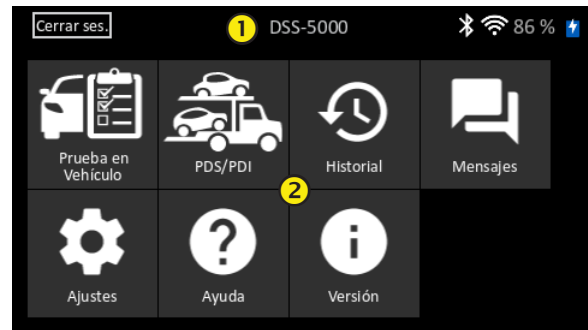 Cerrar ses.
1
DSS-5000
86 %
Prueba en
Vehículo
PDS/PDI
Historial
Mensajes
2
Ajustes
Ayuda
Versión